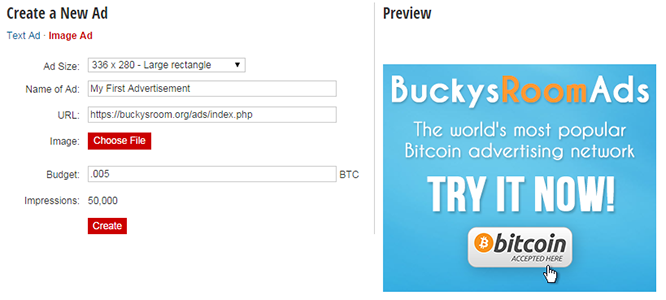 Create a New Ad
Text Ad · Image Ad
Ad Size: 336 x 280 - Large rectangle
Name of Ad: My First Advertisement
URL: https://buckysroom.org/ads/index.php
Image: Choose File
Budget: .005 BTC
Impressions: 50,000
Create
Preview
BuckysRoomAds
The world's most popular
Bitcoin advertising network
TRY IT NOW!
bitcoin
ACCEPTED HERE